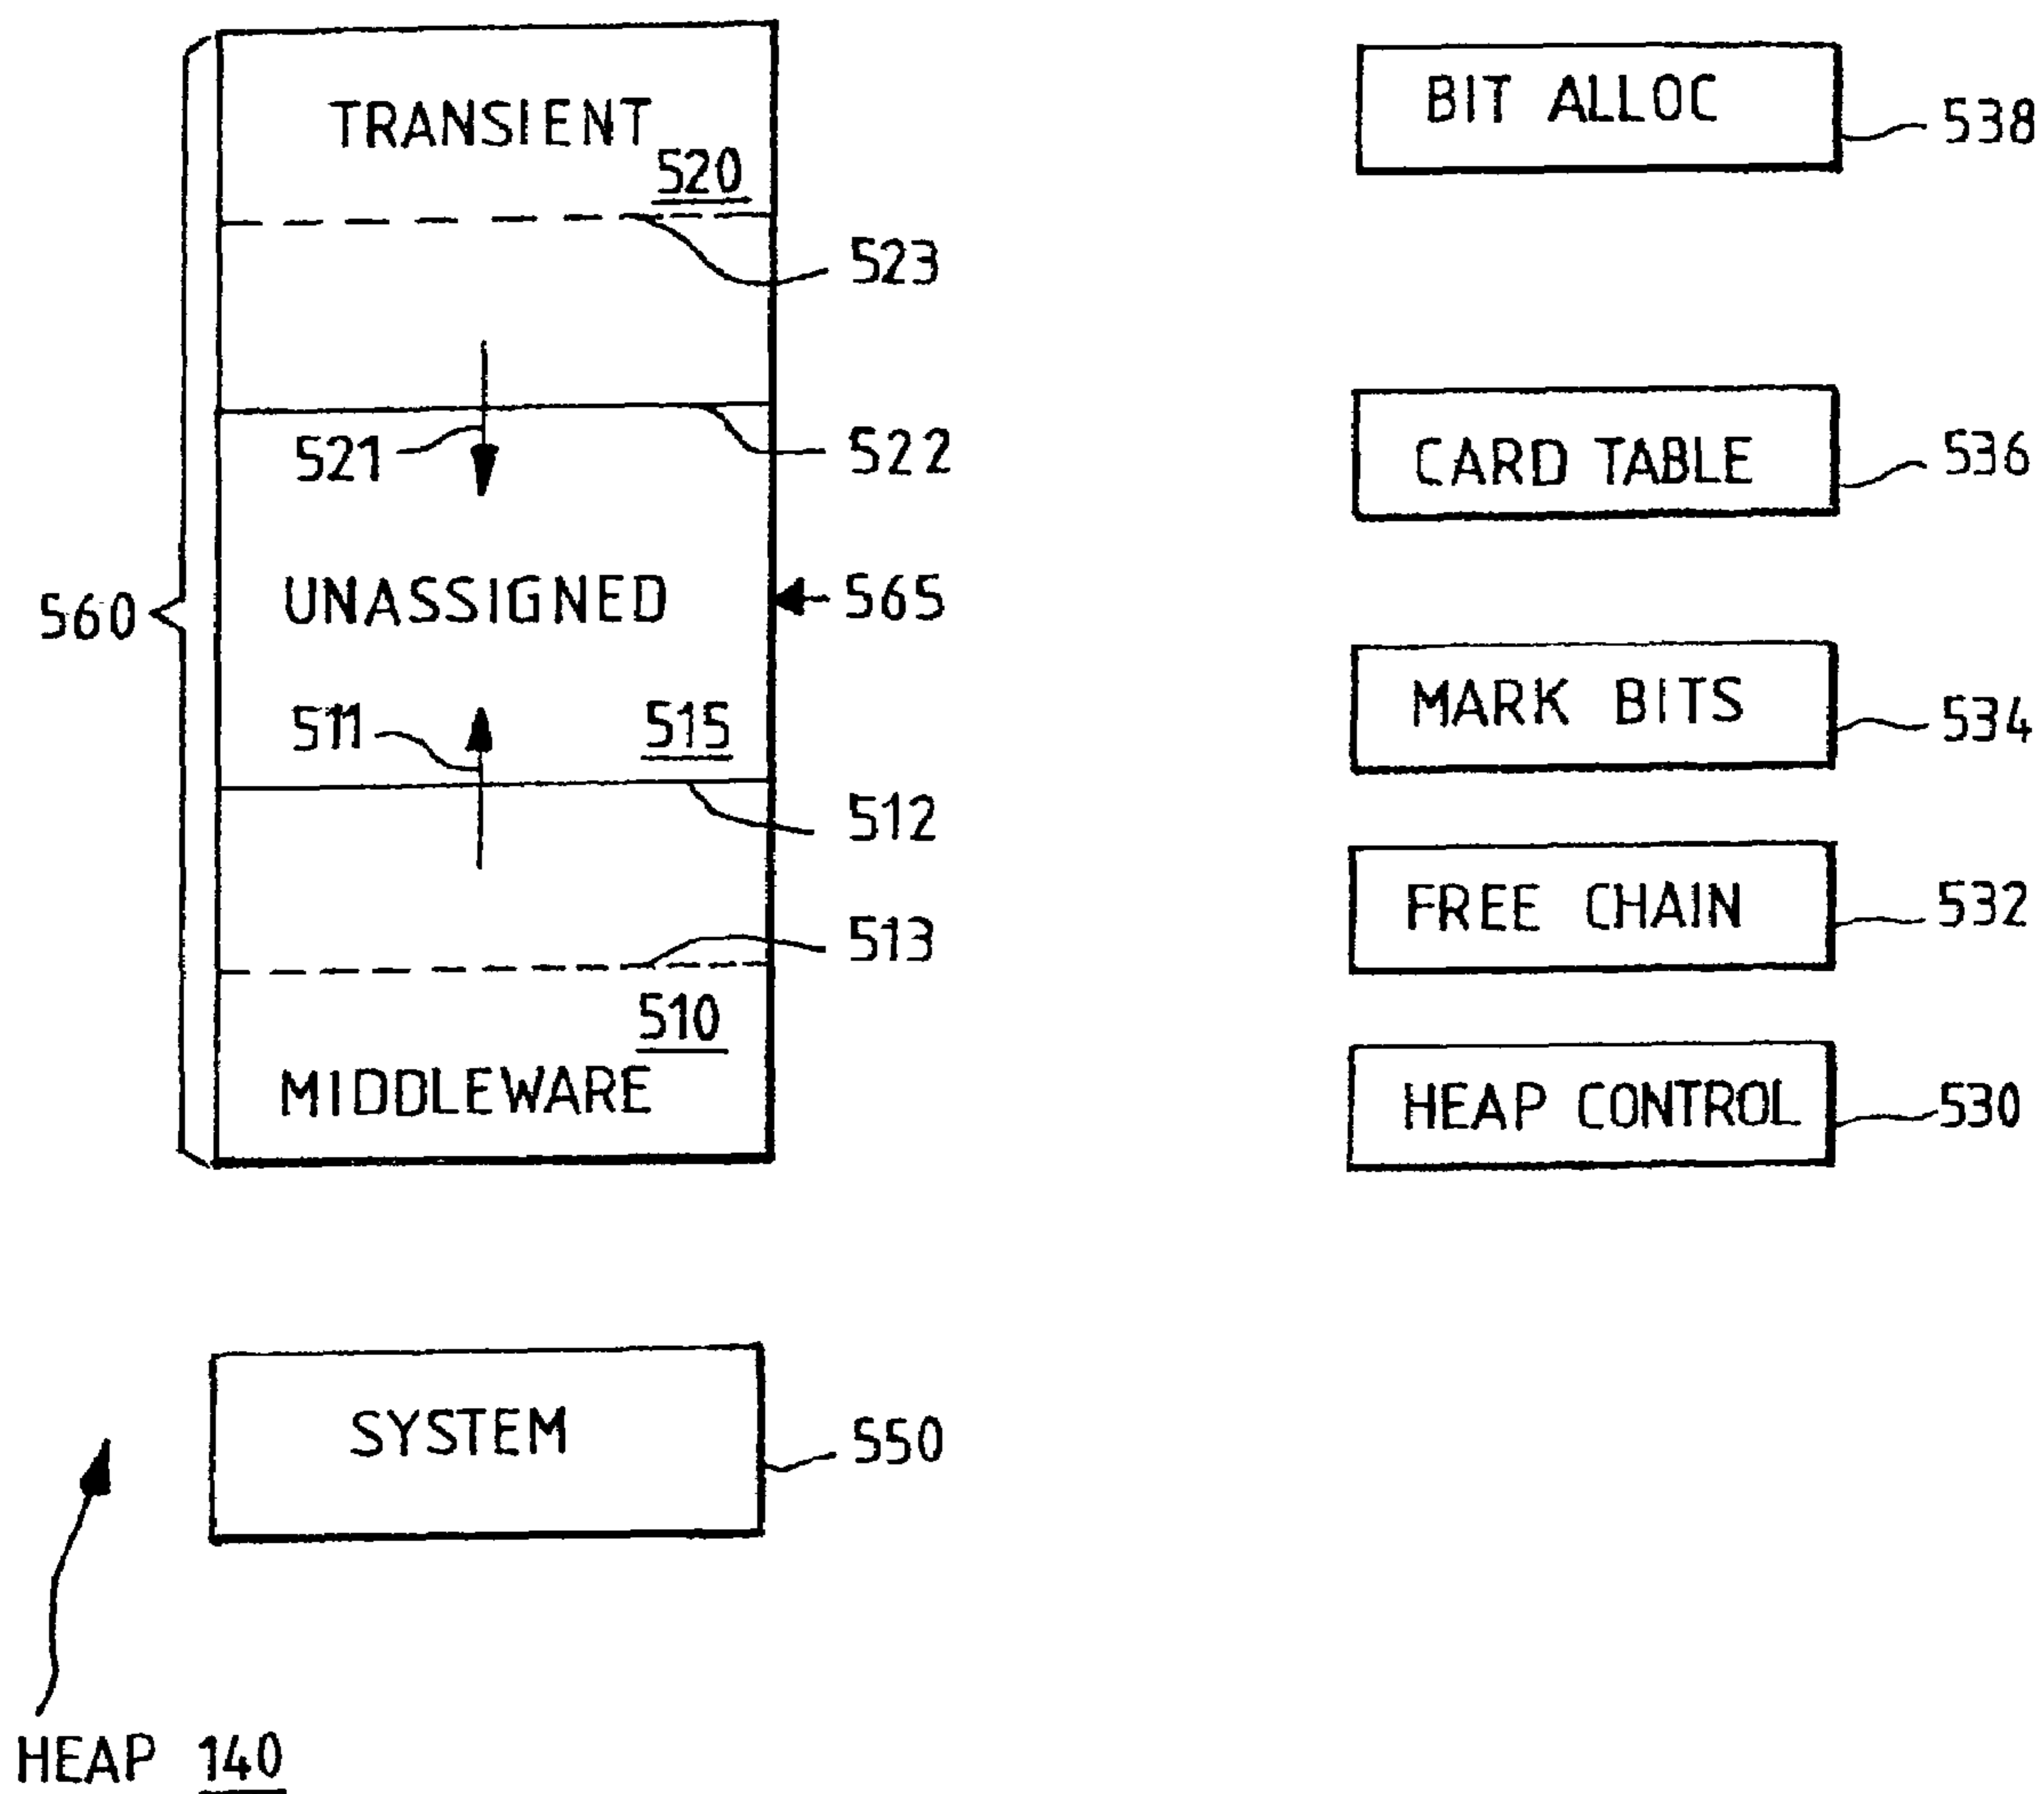 TRANSIENT
520
523
521
522
560
UNASSIGNED
565
511
515
512
513
510
MIDDLEWARE
SYSTEM
550
HEAP 140
BIT ALLOC
538
CARD TABLE
536
MARK BITS
534
FREE CHAIN
532
HEAP CONTROL
530